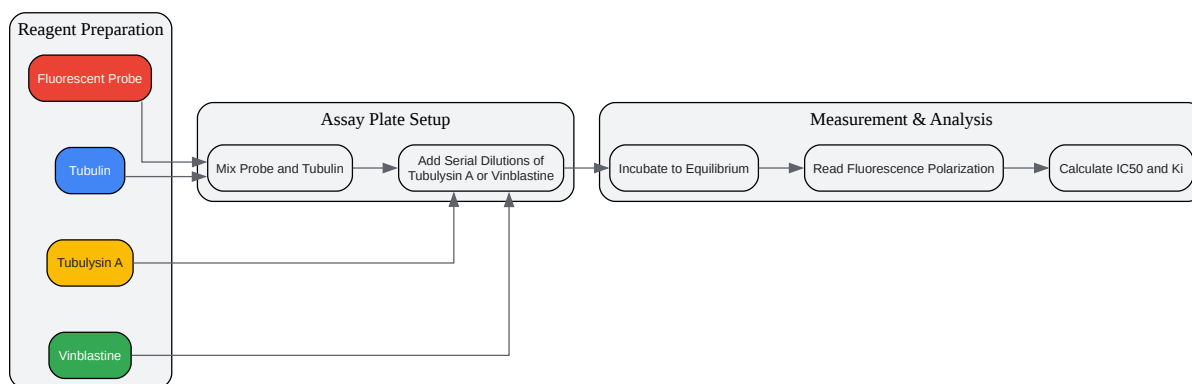 Reagent Preparation
Fluorescent Probe
Tubulin
Tubulysin A
Vinblastine
Assay Plate Setup
Mix Probe and Tubulin
Add Serial Dilutions of
Tubulysin A or Vinblastine
Measurement & Analysis
Incubate to Equilibrium
Read Fluorescence Polarization
Calculate IC50 and Ki